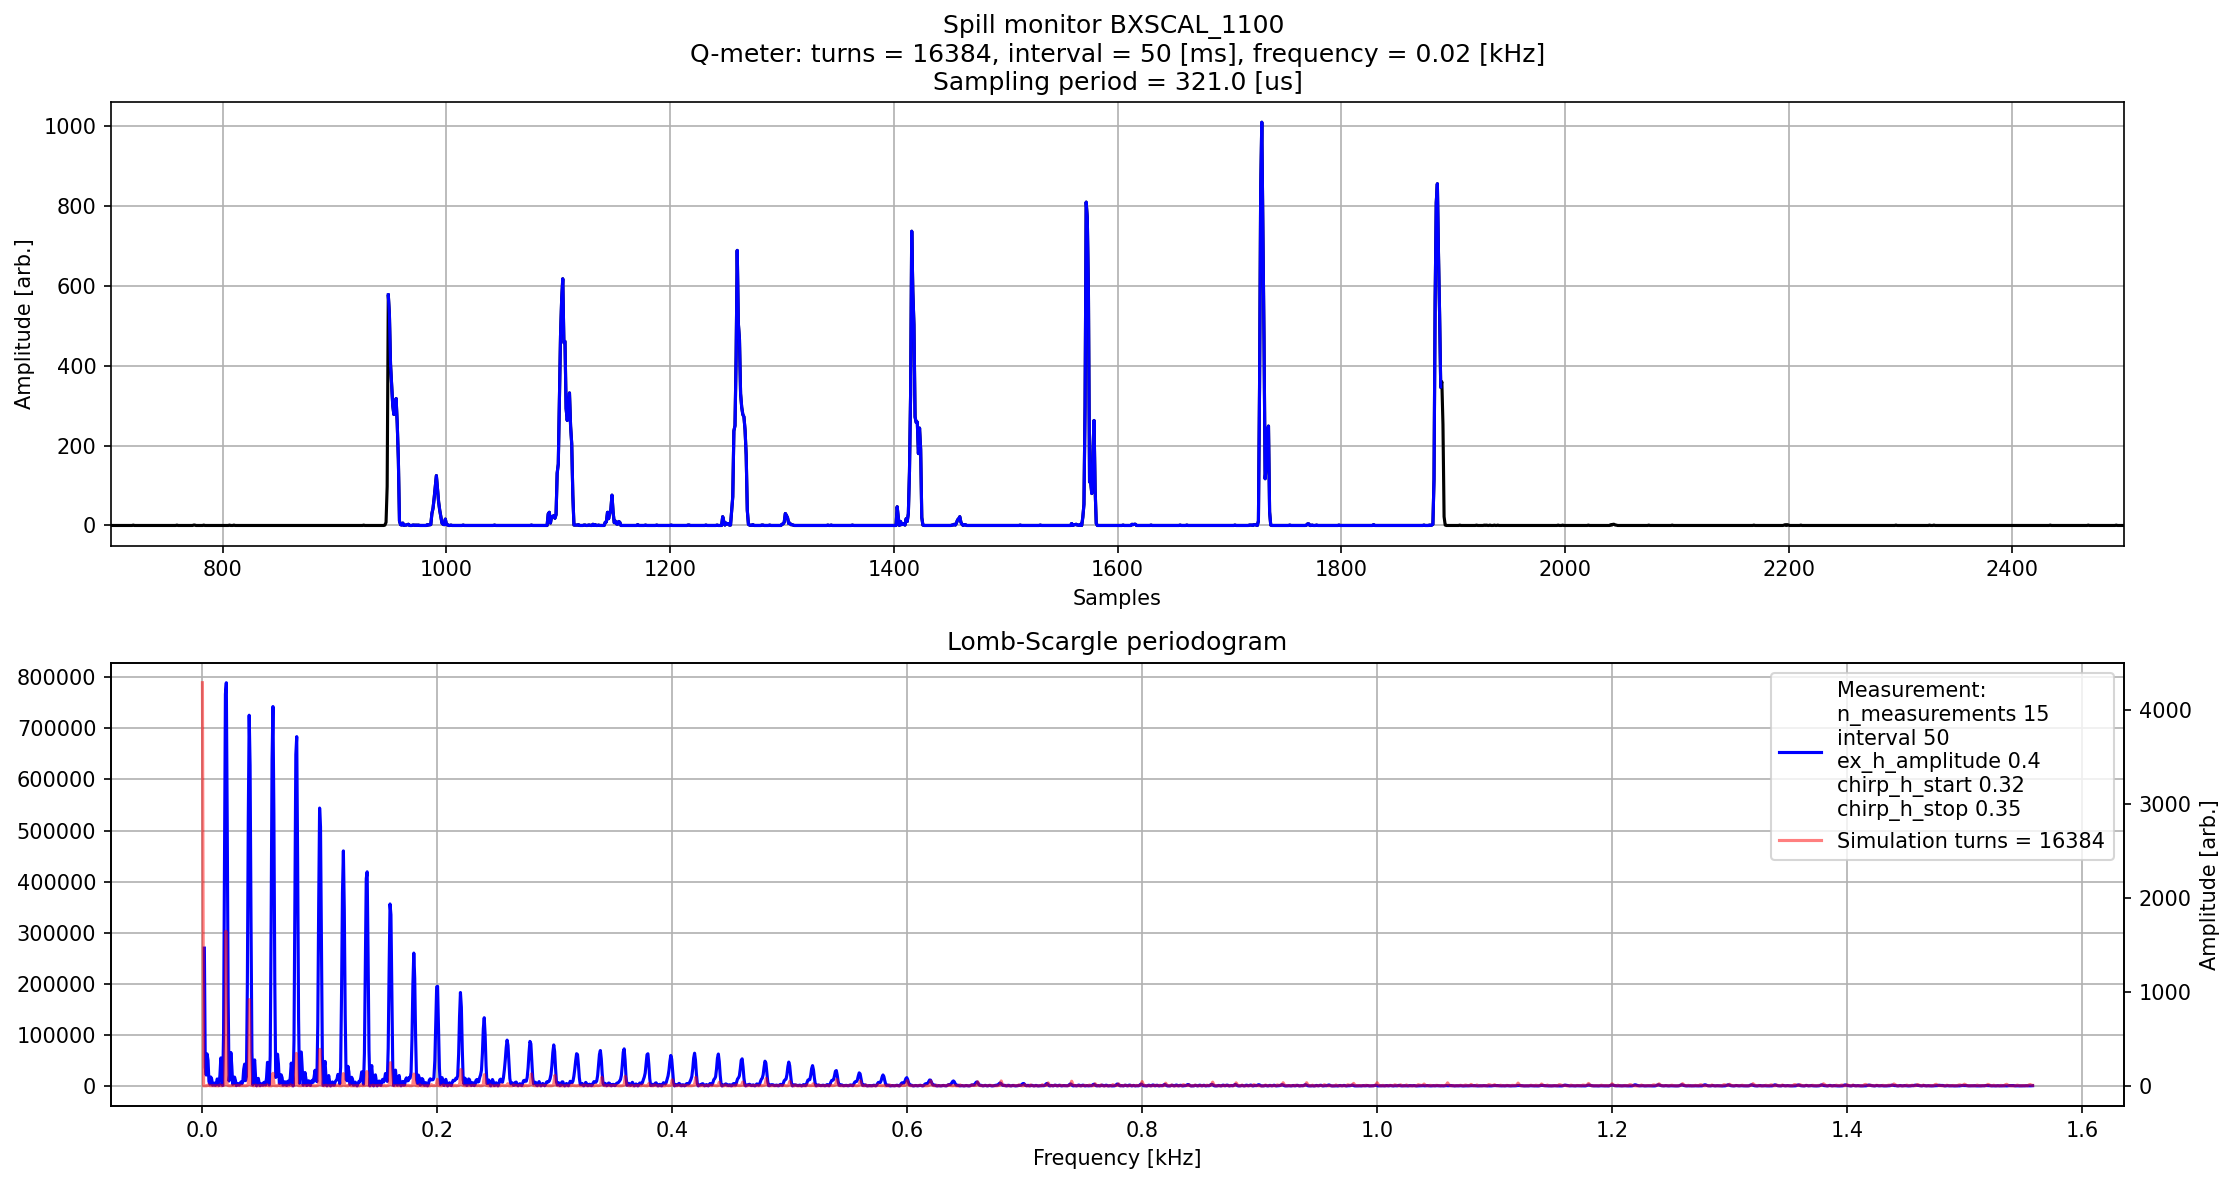 Spill monitor BXSCAL_1100
Q-meter: turns = 16384, interval = 50 [ms], frequency = 0.02 [kHz]
Sampling period = 321.0 [us]
Amplitude [arb.]
1000
800
600
400
200
0
800 1000 1200 1400 1600 1800 2000 2200 2400
Samples
Lomb-Scargle periodogram
800000
700000
600000
500000
400000
300000
200000
100000
0
Measurement:
n_measurements 15
interval 50
ex_h_amplitude 0.4
chirp_h_start 0.32
chirp_h_stop 0.35
Simulation turns = 16384
4000
3000
2000
1000
0
Amplitude [arb.]
0.0 0.2 0.4 0.6 0.8 1.0 1.2 1.4 1.6
Frequency [kHz]